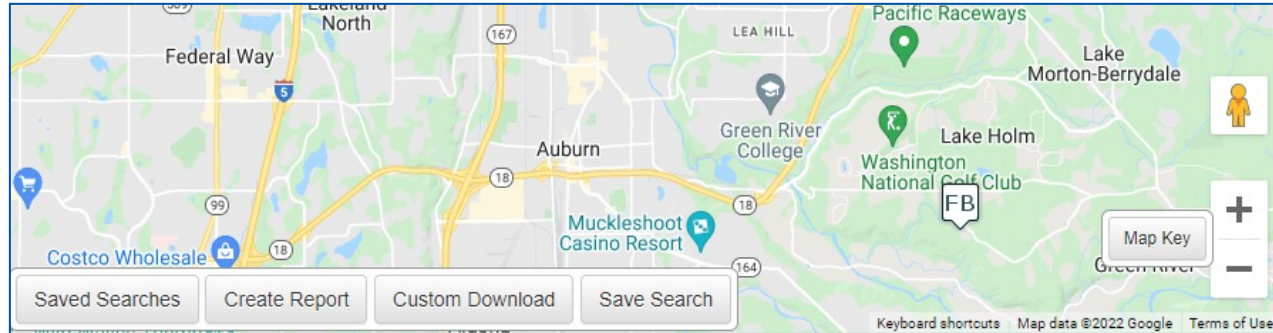 509
Lakeland
North
Federal Way
5
167
LEA HILL
Pacific Raceways
Lake
Morton-Berrydale
Green River
College
Lake Holm
Washington
National Golf Club
Auburn
18
FB
99
18
Muckleshoot
Casino Resort
Costco Wholesale
18
164
Map Key
Green River
Saved Searches
Create Report
Custom Download
Save Search
Keyboard shortcuts
Map data ©2022 Google
Terms of Use